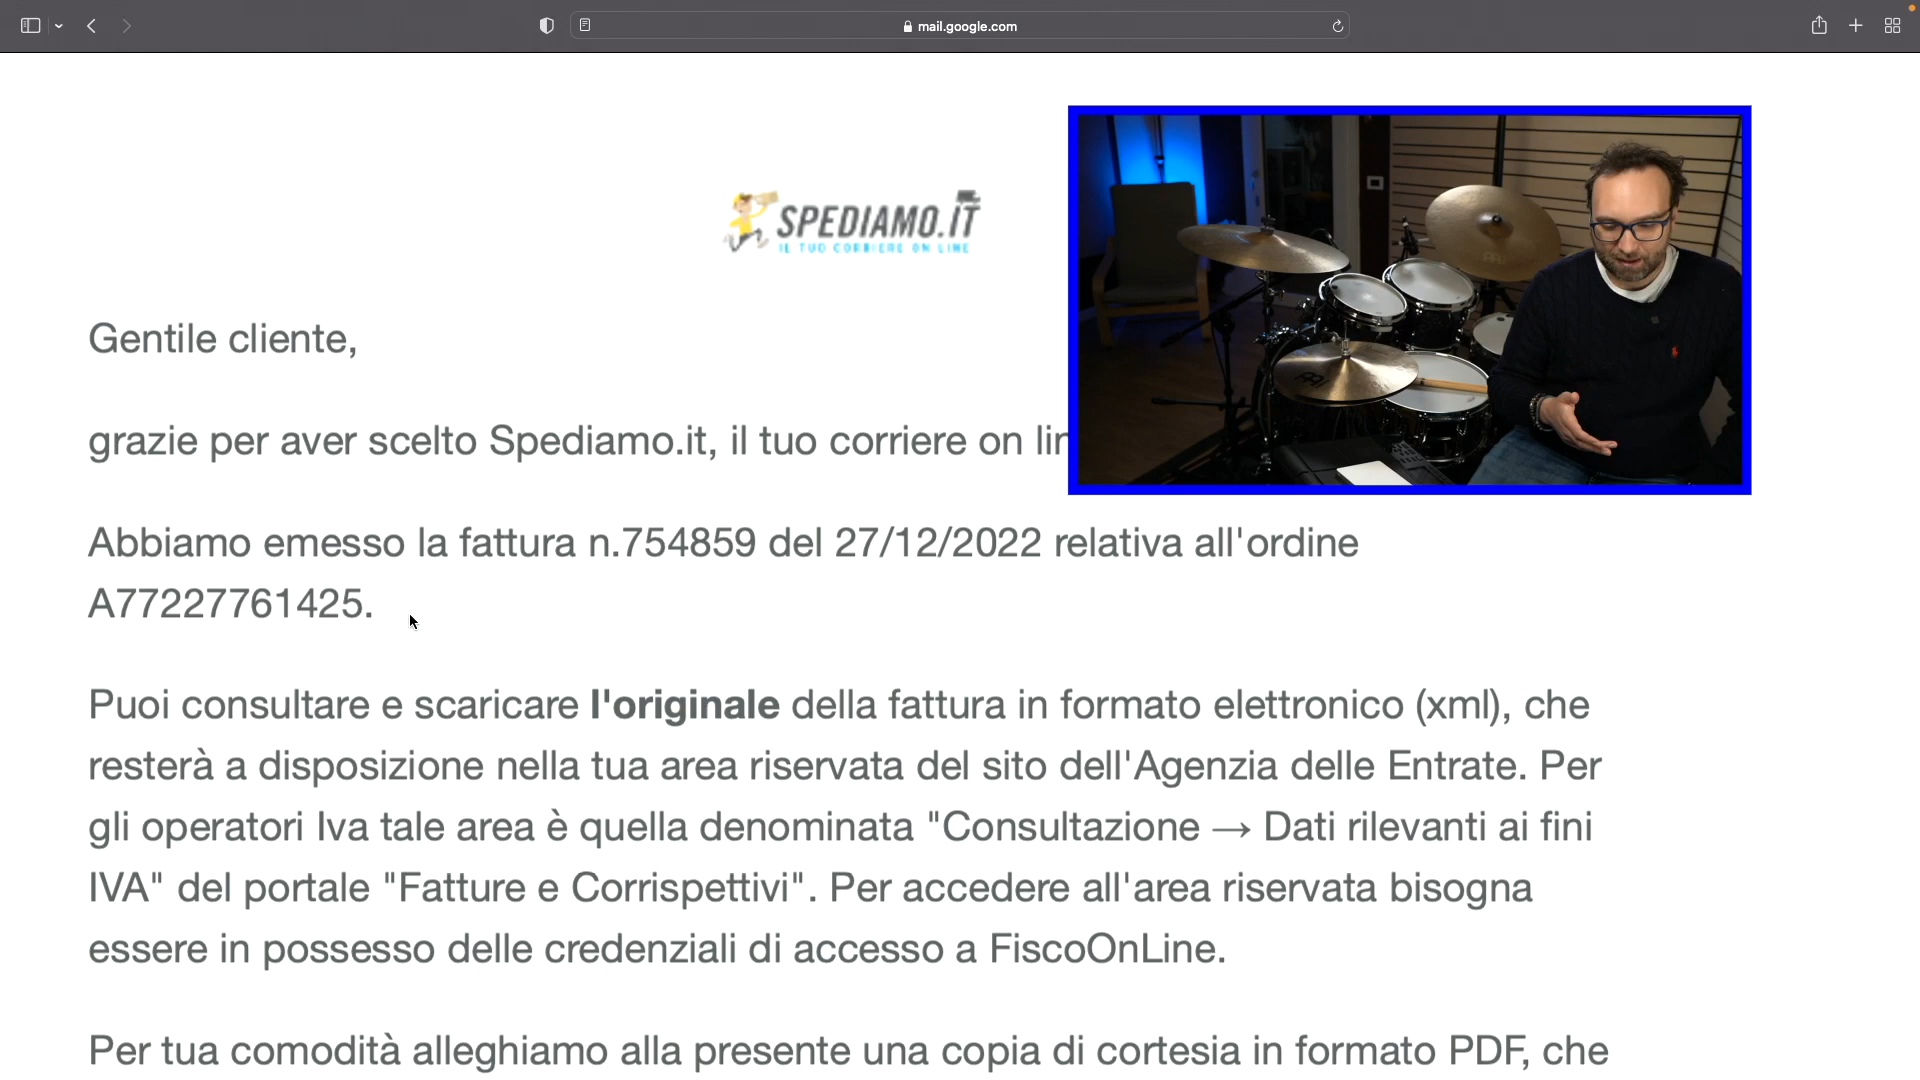 mail.google.com
SPEDIAMO.IT
IL TUO CORRIERE ON LINE
Gentile cliente,
grazie per aver scelto Spediamo.it, il tuo corriere on lin
Abbiamo emesso la fattura n.754859 del 27/12/2022 relativa all'ordine
A77227761425.
Puoi consultare e scaricare l'originale della fattura in formato elettronico (xml), che
resterà a disposizione nella tua area riservata del sito dell'Agenzia delle Entrate. Per
gli operatori Iva tale area è quella denominata "Consultazione → Dati rilevanti ai fini
IVA" del portale "Fatture e Corrispettivi". Per accedere all'area riservata bisogna
essere in possesso delle credenziali di accesso a FiscoOnLine.
Per tua comodità alleghiamo alla presente una copia di cortesia in formato PDF, che